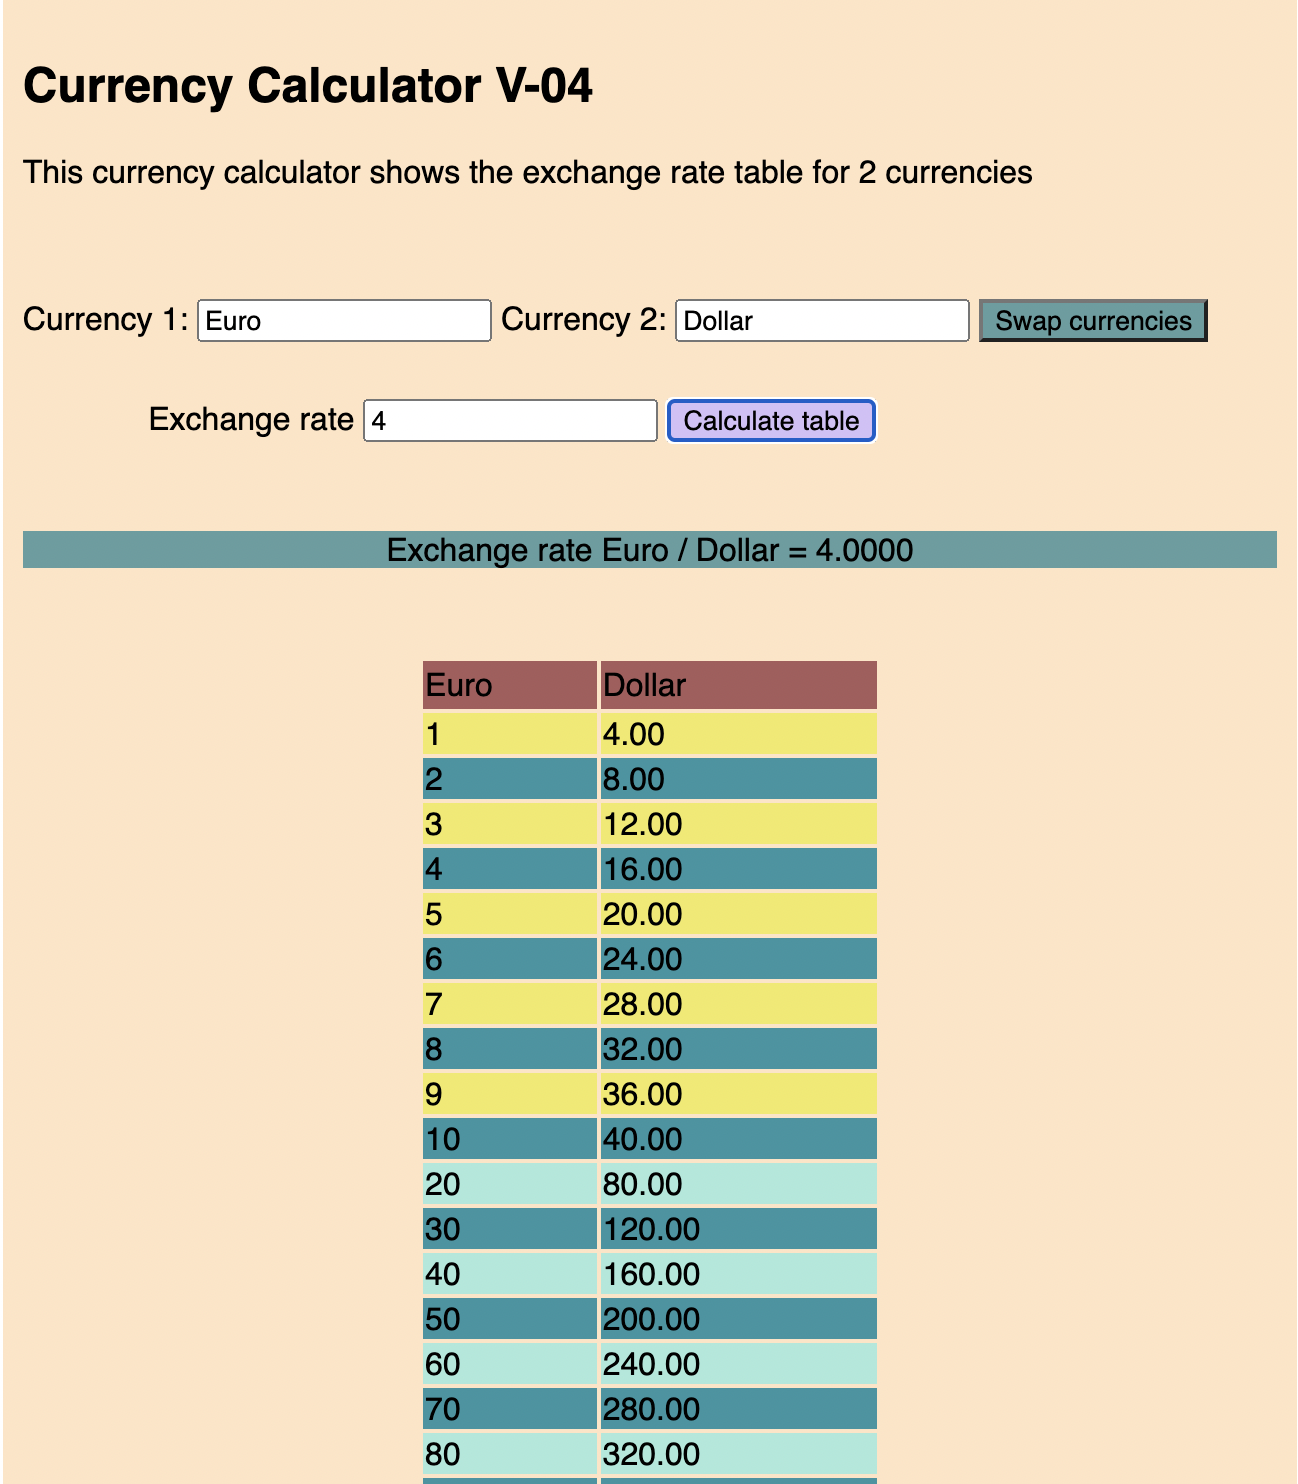 Currency Calculator V-04
This currency calculator shows the exchange rate table for 2 currencies
Currency 1: Euro Currency 2: Dollar Swap currencies
Exchange rate 4 Calculate table
Exchange rate Euro / Dollar = 4.0000
Euro Dollar
1 4.00
2 8.00
3 12.00
4 16.00
5 20.00
6 24.00
7 28.00
8 32.00
9 36.00
10 40.00
20 80.00
30 120.00
40 160.00
50 200.00
60 240.00
70 280.00
80 320.00